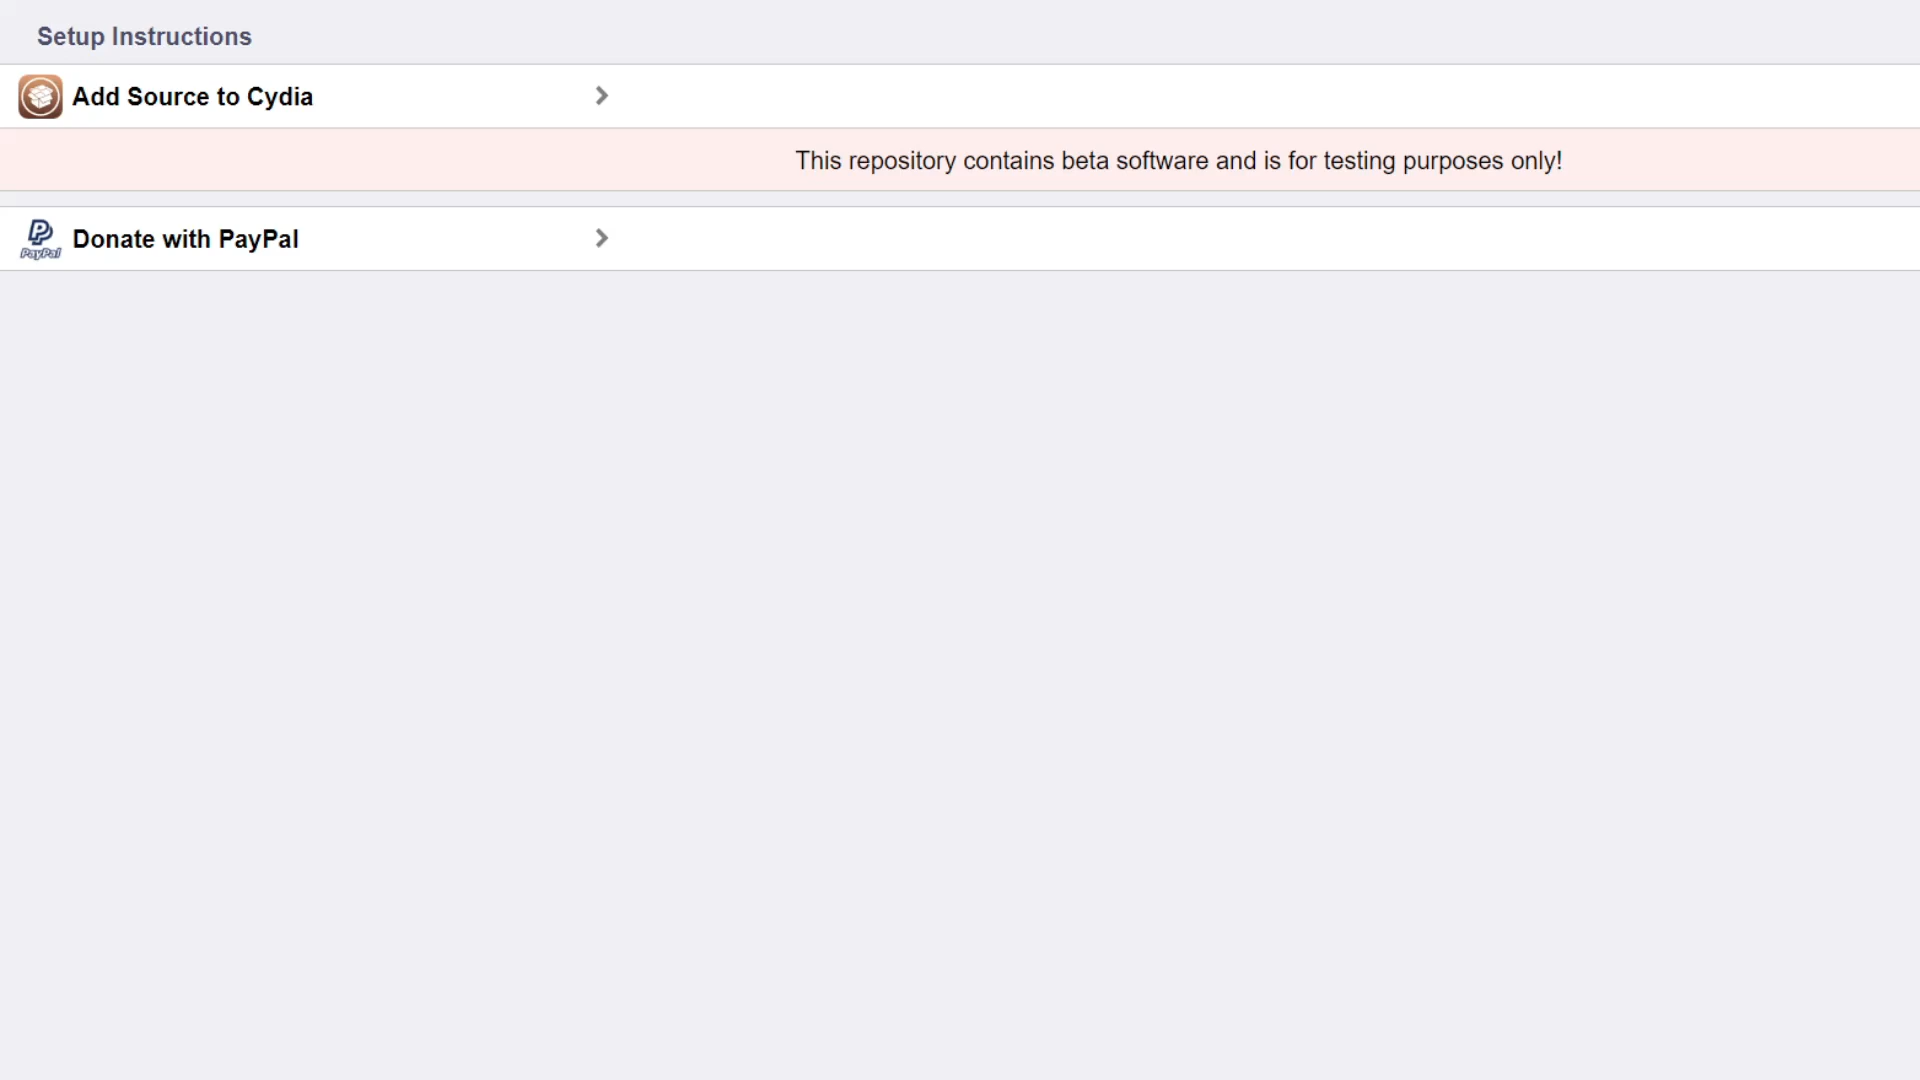 Setup Instructions
Add Source to Cydia
This repository contains beta software and is for testing purposes only!
PayPal
Donate with PayPal